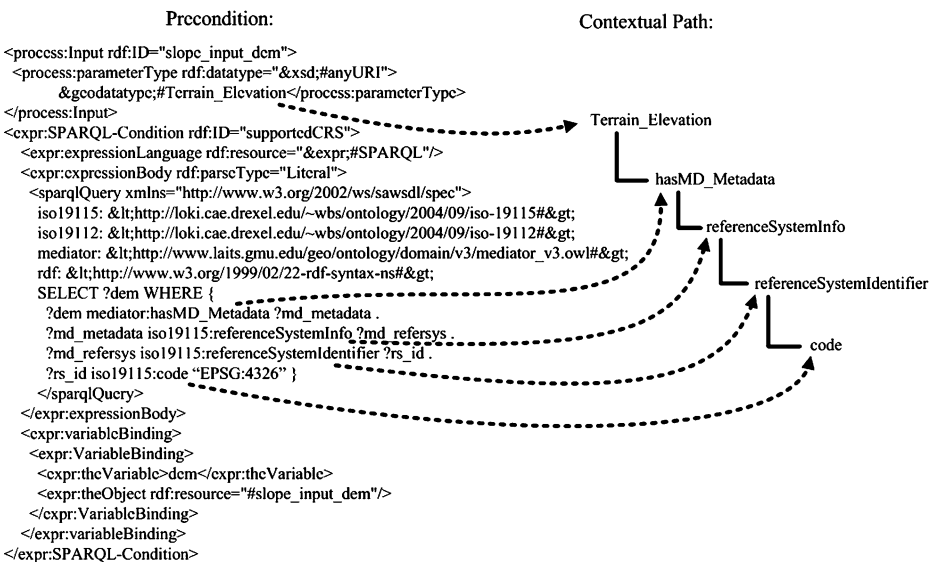 Precondition:
<process:Input rdf:ID="slope_input_dem">
<process:parameterType rdf:datatype="&xsd;#anyURI">
&geodatatype;#Terrain_Elevation</process:parameterType>
</process:Input>
<expr:SPARQL-Condition rdf:ID="supportedCRS">
<expr:expressionLanguage rdf:resource="&expr;#SPARQL"/>
<expr:expressionBody rdf:parseType="Literal">
<sparqlQuery xmlns="http://www.w3.org/2002/ws/sawsdl/spec">
iso19115: &lt;http://loki.cae.drexel.edu/~wbs/ontology/2004/09/iso-19115#&gt;
iso19112: &lt;http://loki.cae.drexel.edu/~wbs/ontology/2004/09/iso-19112#&gt;
mediator: &lt;http://www.laits.gmu.edu/geo/ontology/domain/v3/mediator_v3.owl#&gt;
rdf: &lt;http://www.w3.org/1999/02/22-rdf-syntax-ns#&gt;
SELECT ?dem WHERE {
?dem mediator:hasMD_Metadata ?md_metadata .
?md_metadata iso19115:referenceSystemInfo ?md_refersys .
?md_refersys iso19115:referenceSystemIdentifier ?rs_id .
?rs_id iso19115:code “EPSG:4326” }
</sparqlQuery>
</expr:expressionBody>
<expr:variableBinding>
<expr:VariableBinding>
<expr:theVariable>dem</expr:theVariable>
<expr:theObject rdf:resource="#slope_input_dem"/>
</expr:VariableBinding>
</expr:variableBinding>
</expr:SPARQL-Condition>
Contextual Path:
Terrain_Elevation
hasMD_Metadata
referenceSystemInfo
referenceSystemIdentifier
code